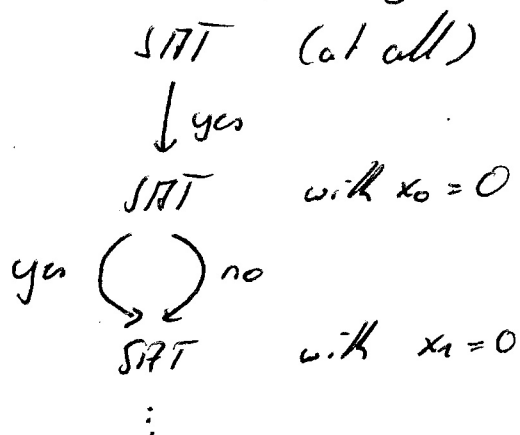 SAT (at all)
yes
SAT with x₀ = 0
yes no
SAT with x₁ = 0
⋮